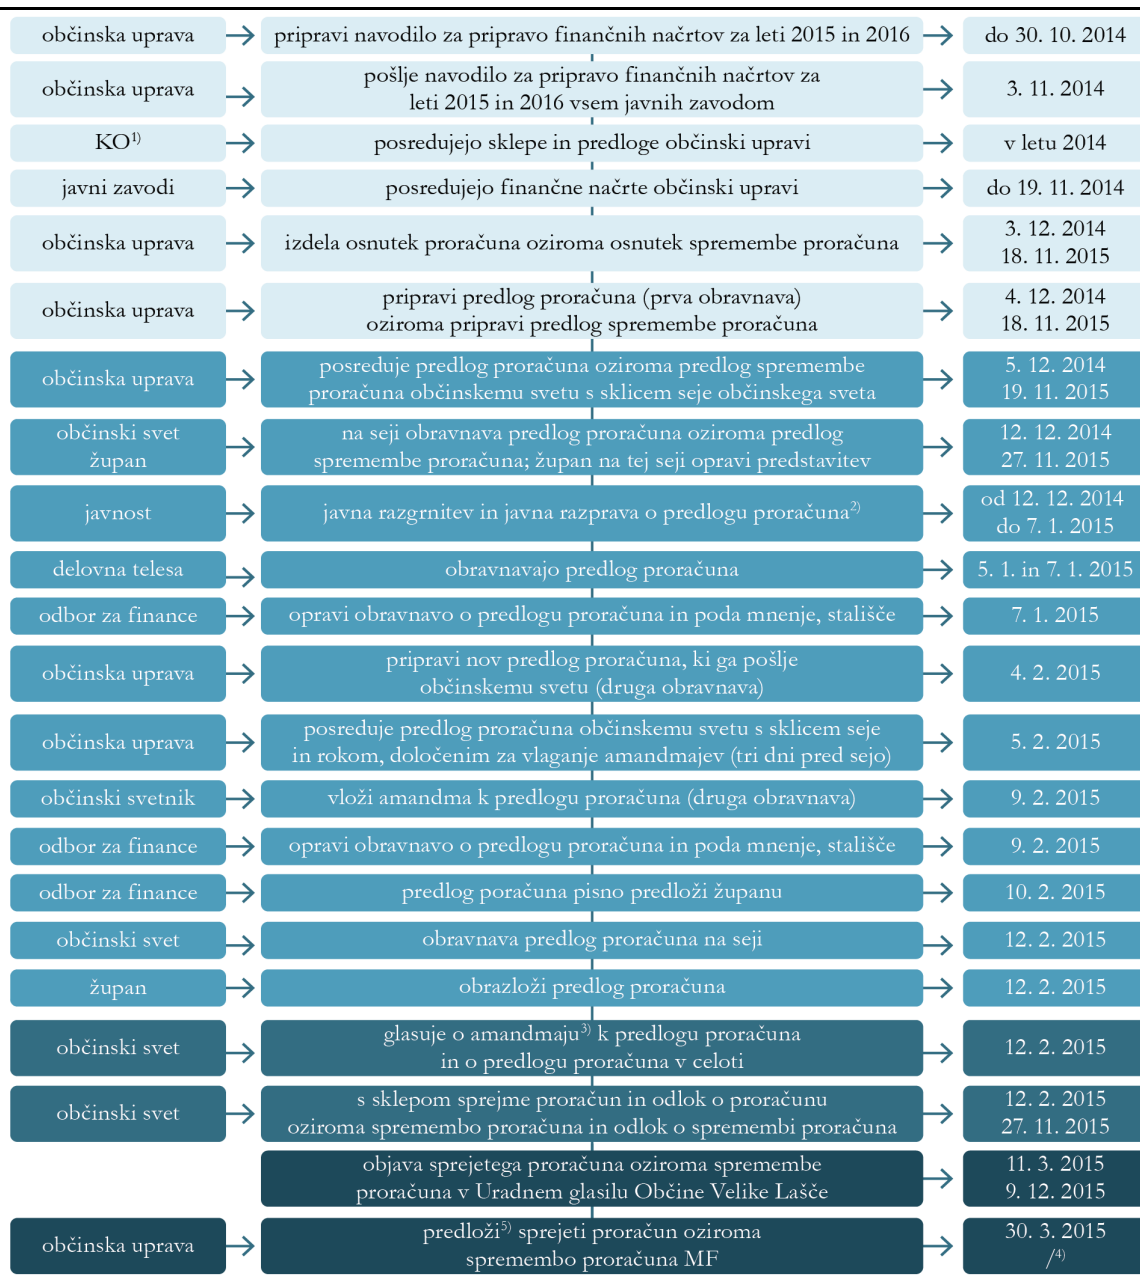 občinska uprava
pripravi navodilo za pripravo finančnih načrtov za leti 2015 in 2016
do 30. 10. 2014
občinska uprava
pošlje navodilo za pripravo finančnih načrtov za
leti 2015 in 2016 vsem javnih zavodom
3. 11. 2014
KO1)
posredujejo sklepe in predloge občinski upravi
v letu 2014
javni zavodi
posredujejo finančne načrte občinski upravi
do 19. 11. 2014
občinska uprava
izdela osnutek proračuna oziroma osnutek spremembe proračuna
3. 12. 2014
18. 11. 2015
občinska uprava
pripravi predlog proračuna (prva obravnava)
oziroma pripravi predlog spremembe proračuna
4. 12. 2014
18. 11. 2015
občinska uprava
posreduje predlog proračuna oziroma predlog spremembe
proračuna občinskemu svetu s sklicem seje občinskega sveta
5. 12. 2014
19. 11. 2015
občinski svet
župan
na seji obravnava predlog proračuna oziroma predlog
spremembe proračuna; župan na tej seji opravi predstavitev
12. 12. 2014
27. 11. 2015
javnost
javna razgrnitev in javna razprava o predlogu proračuna2)
od 12. 12. 2014
do 7. 1. 2015
delovna telesa
obravnavajo predlog proračuna
5. 1. in 7. 1. 2015
odbor za finance
opravi obravnavo o predlogu proračuna in poda mnenje, stališče
7. 1. 2015
občinska uprava
pripravi nov predlog proračuna, ki ga pošlje
občinskemu svetu (druga obravnava)
4. 2. 2015
občinska uprava
posreduje predlog proračuna občinskemu svetu s sklicem seje
in rokom, določenim za vlaganje amandmajev (tri dni pred sejo)
5. 2. 2015
občinski svetnik
vloži amandma k predlogu proračuna (druga obravnava)
9. 2. 2015
odbor za finance
opravi obravnavo o predlogu proračuna in poda mnenje, stališče
9. 2. 2015
odbor za finance
predlog poračuna pisno predloži županu
10. 2. 2015
občinski svet
obravnava predlog proračuna na seji
12. 2. 2015
župan
obrazloži predlog proračuna
12. 2. 2015
občinski svet
glasuje o amandmaju3) k predlogu proračuna
in o predlogu proračuna v celoti
12. 2. 2015
občinski svet
s sklepom sprejme proračun in odlok o proračunu
oziroma spremembo proračuna in odlok o spremembi proračuna
12. 2. 2015
27. 11. 2015
objava sprejetega proračuna oziroma spremembe
proračuna v Uradnem glasilu Občine Velike Lašče
11. 3. 2015
9. 12. 2015
občinska uprava
predloži5) sprejeti proračun oziroma
spremembo proračuna MF
30. 3. 2015
/4)